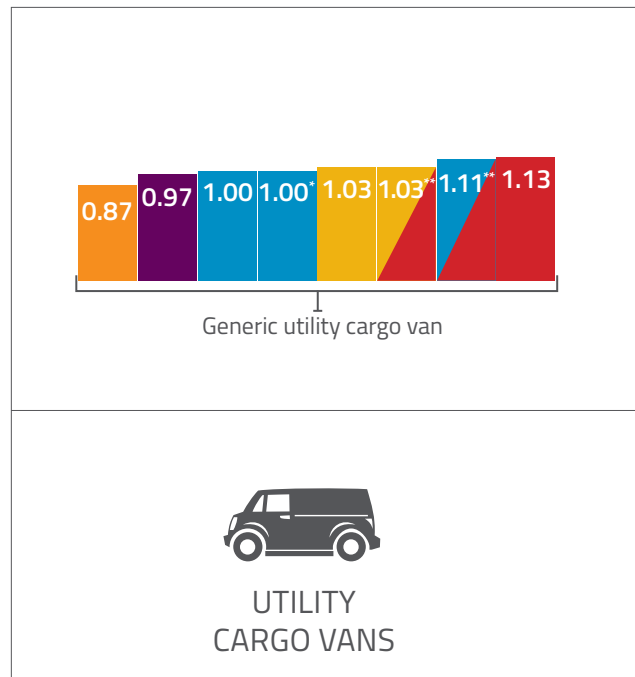 0.87 0.97 1.00 1.00* 1.03 1.03** 1.11** 1.13
Generic utility cargo van
UTILITY
CARGO VANS